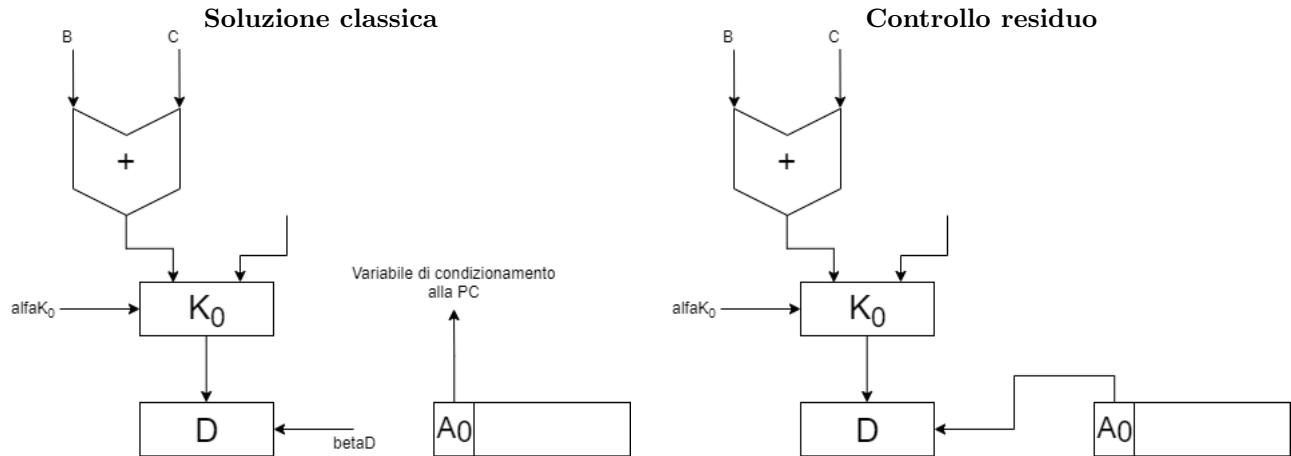 Soluzione classica
B
C
+
alfaK₀
K₀
Variabile di condizionamento
alla PC
D
betaD
A₀
Controllo residuo
B
C
+
alfaK₀
K₀
D
A₀